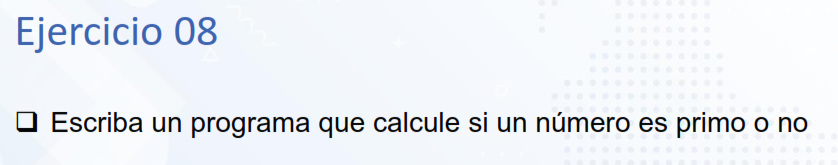 Ejercicio 08
❑ Escriba un programa que calcule si un número es primo o no